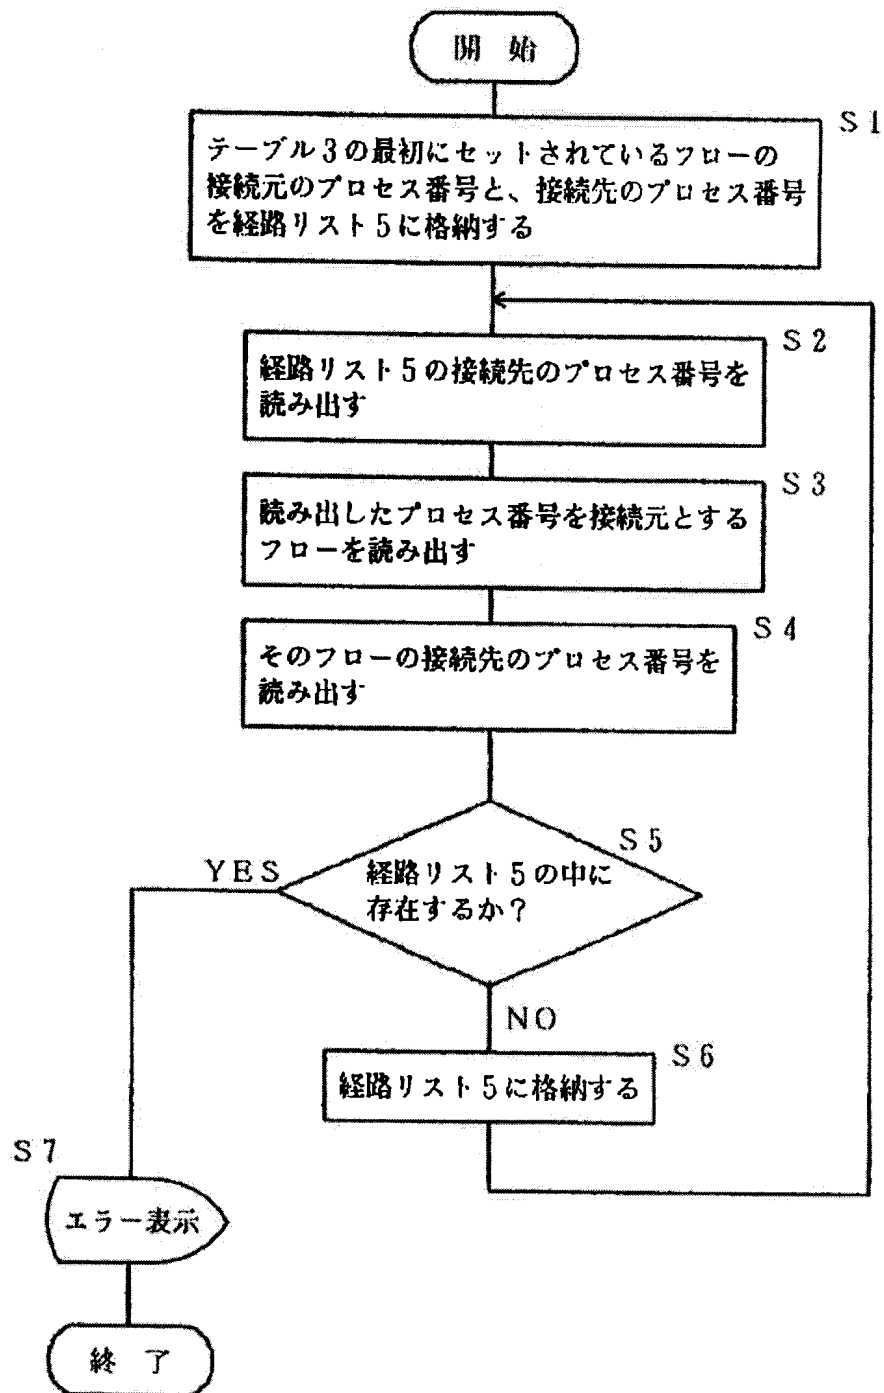 開 始
S1
テーブル3の最初にセットされているフローの
接続元のプロセス番号と、接続先のプロセス番号
を経路リスト5に格納する
S2
経路リスト5の接続先のプロセス番号を
読み出す
S3
読み出したプロセス番号を接続元とする
フローを読み出す
S4
そのフローの接続先のプロセス番号を
読み出す
S5
YES
経路リスト5の中に
存在するか?
NO
S6
経路リスト5に格納する
S7
エラー表示
終 了